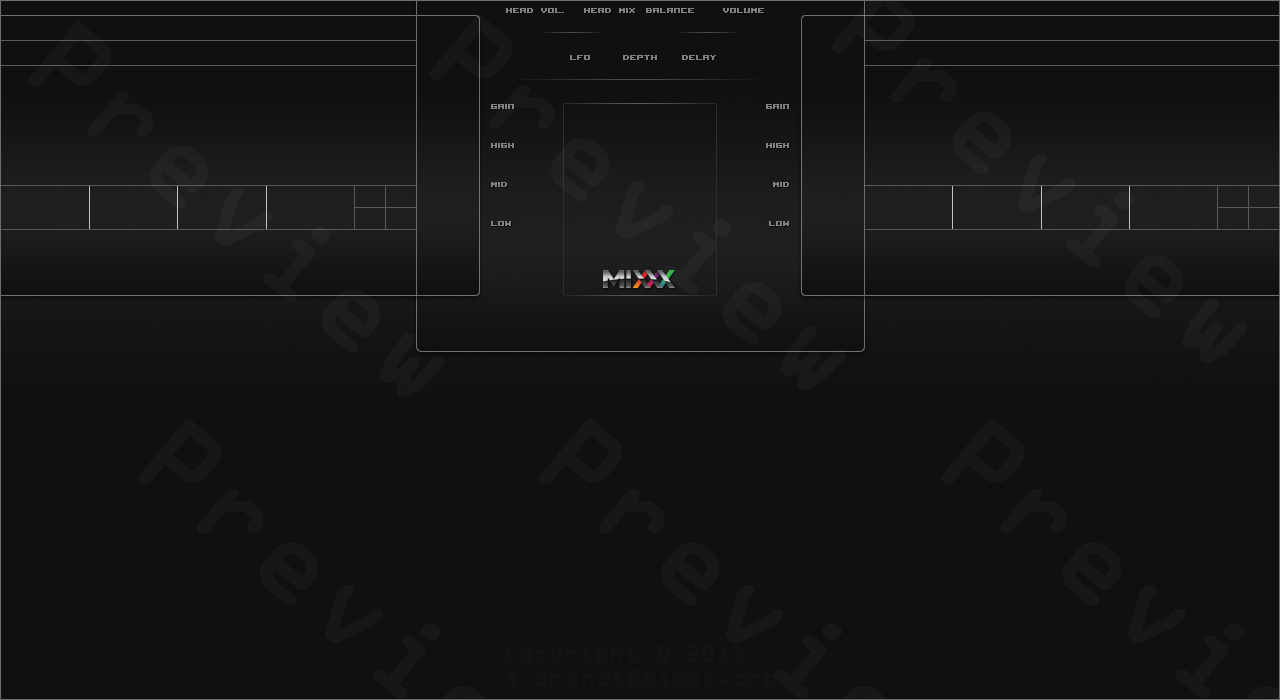 HEAD VOL. HEAD MIX BALANCE VOLUME
LFO DEPTH DELAY
GAIN GAIN
HIGH HIGH
MID MID
LOW LOW
MIXXX
Preview Preview Preview
Preview Preview Preview
Copyright © 2011
s.brandt@mixxx.org